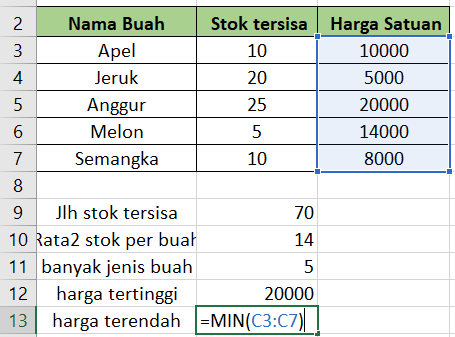 2 Nama Buah Stok tersisa Harga Satuan
3 Apel 10 10000
4 Jeruk 20 5000
5 Anggur 25 20000
6 Melon 5 14000
7 Semangka 10 8000
8
9 Jlh stok tersisa 70
10 Rata2 stok per buah 14
11 banyak jenis buah 5
12 harga tertinggi 20000
13 harga terendah =MIN(C3:C7)